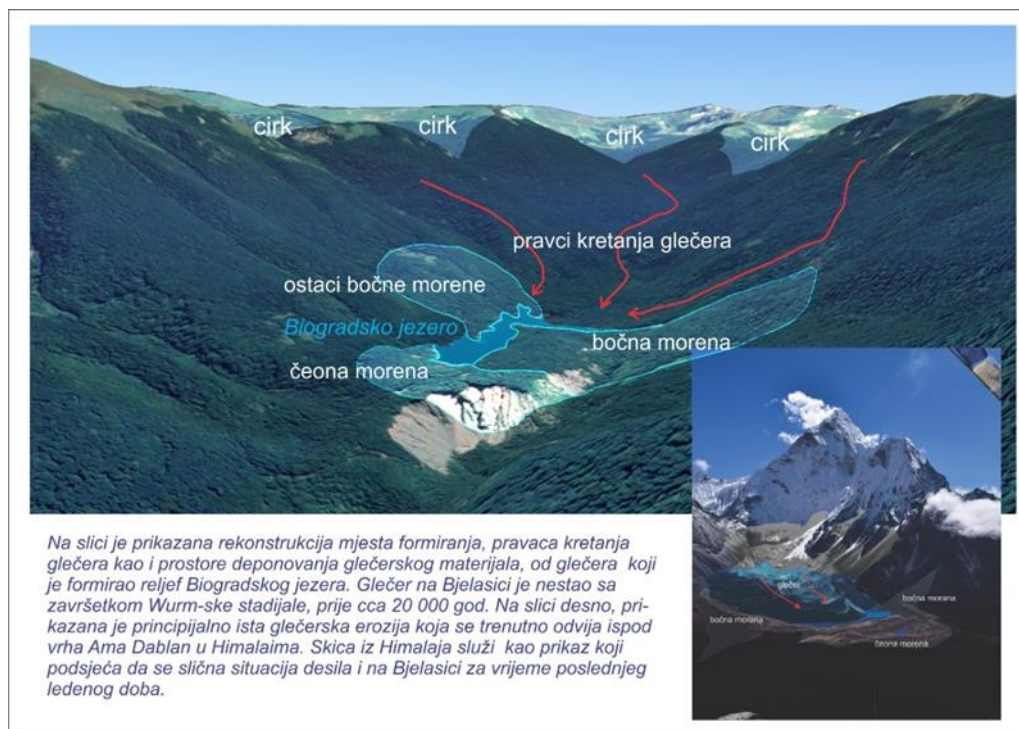 cirk
cirk
cirk
cirk
pravci kretanja glečera
ostaci bočne morene
Biogradsko jezero
bočna morena
čeona morena
Na slici je prikazana rekonstrukcija mjesta formiranja, pravaca kretanja
glečera kao i prostore deponovanja glečerskog materijala, od glečera koji
je formirao reljef Biogradskog jezera. Glečer na Bjelasici je nestao sa
završetkom Wurm-ske stadijale, prije cca 20 000 god. Na slici desno, pri-
kazana je principijalno ista glečerska erozija koja se trenutno odvija ispod
vrha Ama Dablan u Himalaima. Skica iz Himalaja služi kao prikaz koji
podsjeća da se slična situacija desila i na Bjelasici za vrijeme poslednjeg
ledenog doba.
cirk
glečer
bočna morana
bočna morana
čeona morena